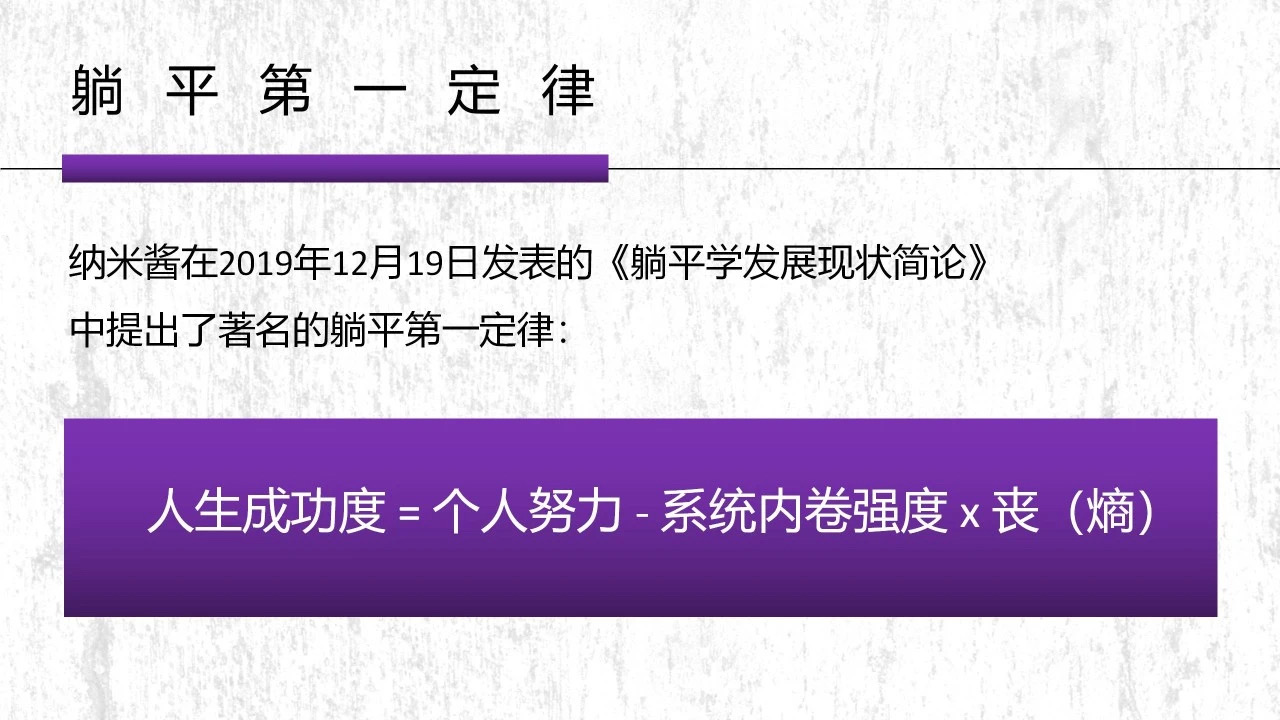 躺平第一定律
纳米酱在2019年12月19日发表的《躺平学发展现状简论》
中提出了著名的躺平第一定律：
人生成功度 = 个人努力 - 系统内卷强度 x 丧（熵）